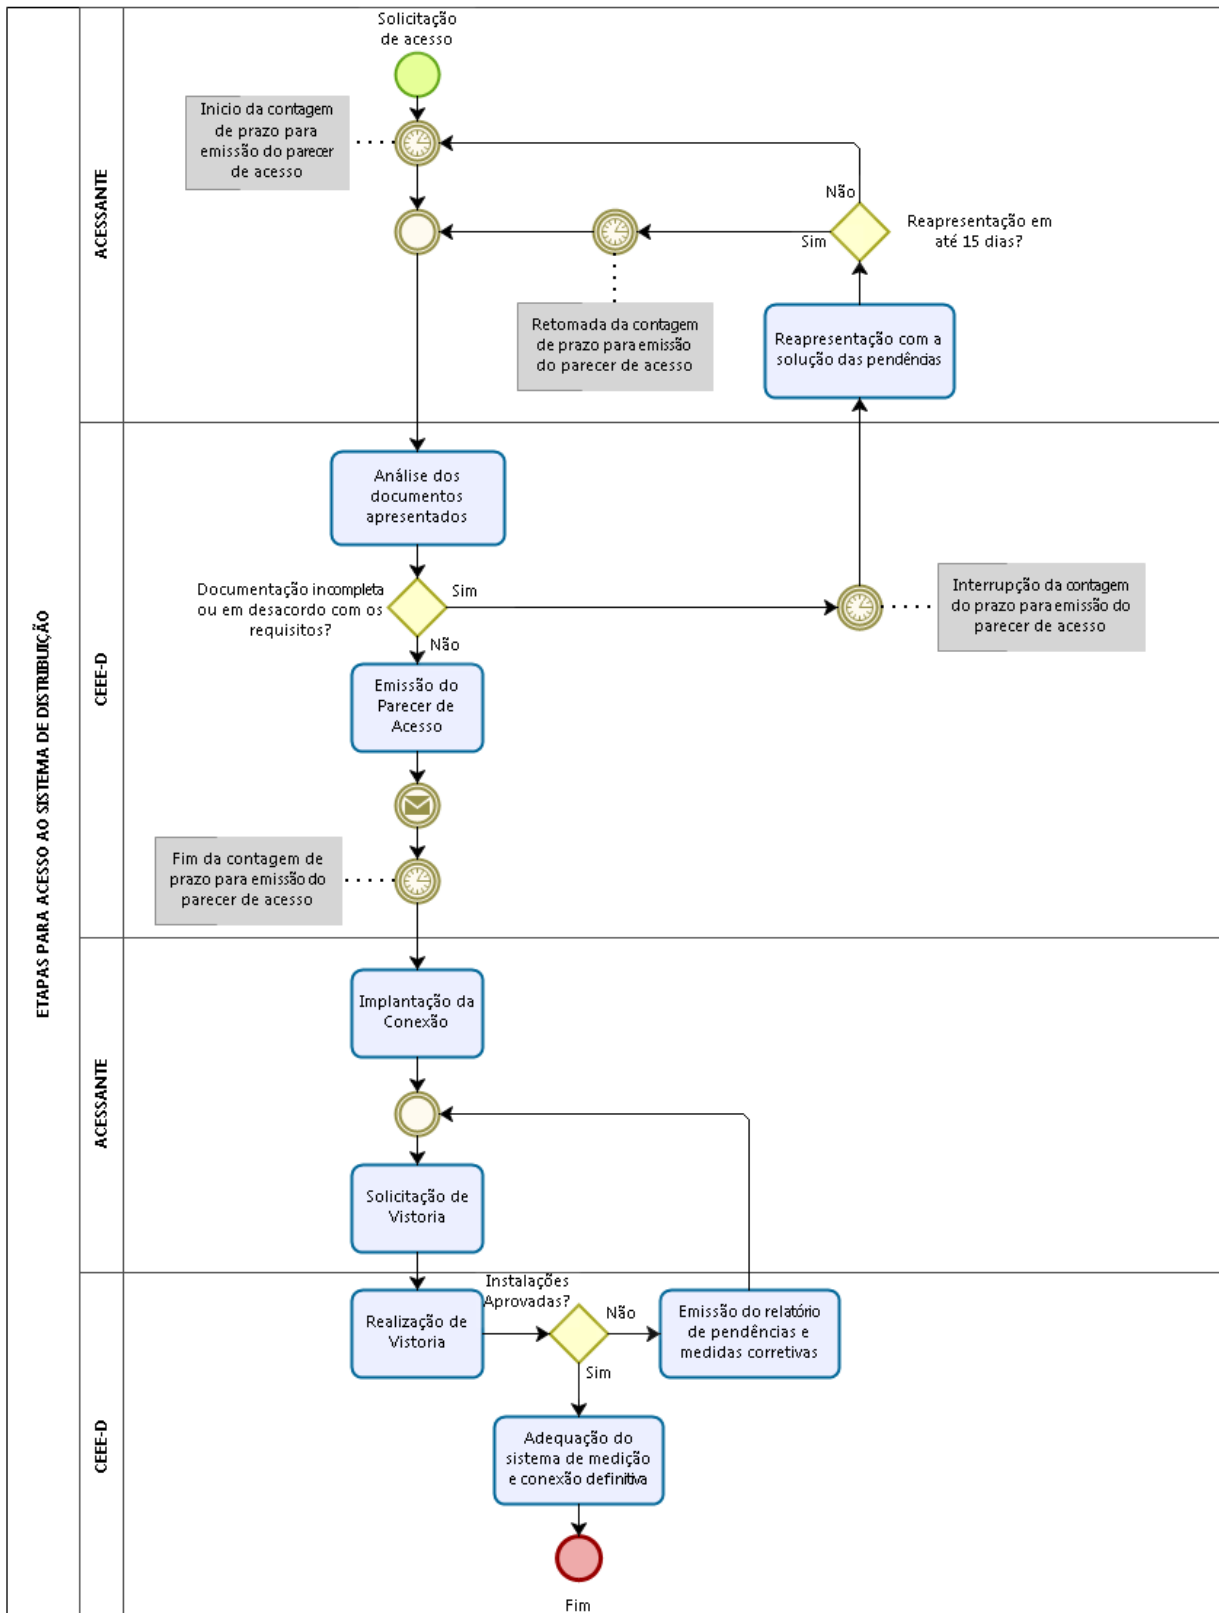 ETAPAS PARA ACESSO AO SISTEMA DE DISTRIBUIÇÃO
ACESSANTE
Solicitação
de acesso
Inicio da contagem
de prazo para
emissão do parecer
de acesso
Não
Sim
Reapresentação em
até 15 dias?
Retomada da contagem
de prazo para emissão
do parecer de acesso
Reapresentação com a
solução das pendências
CEEE-D
Análise dos
documentos
apresentados
Documentação incompleta
ou em desacordo com os
requisitos?
Sim
Não
Interrupção da contagem
do prazo para emissão do
parecer de acesso
Emissão do
Parecer de
Acesso
Fim da contagem de
prazo para emissão do
parecer de acesso
ACESSANTE
Implantação da
Conexão
Solicitação de
Vistoria
CEEE-D
Realização de
Vistoria
Instalações
Aprovadas?
Não
Sim
Emissão do relatório
de pendências e
medidas corretivas
Adequação do
sistema de medição
e conexão definitiva
Fim